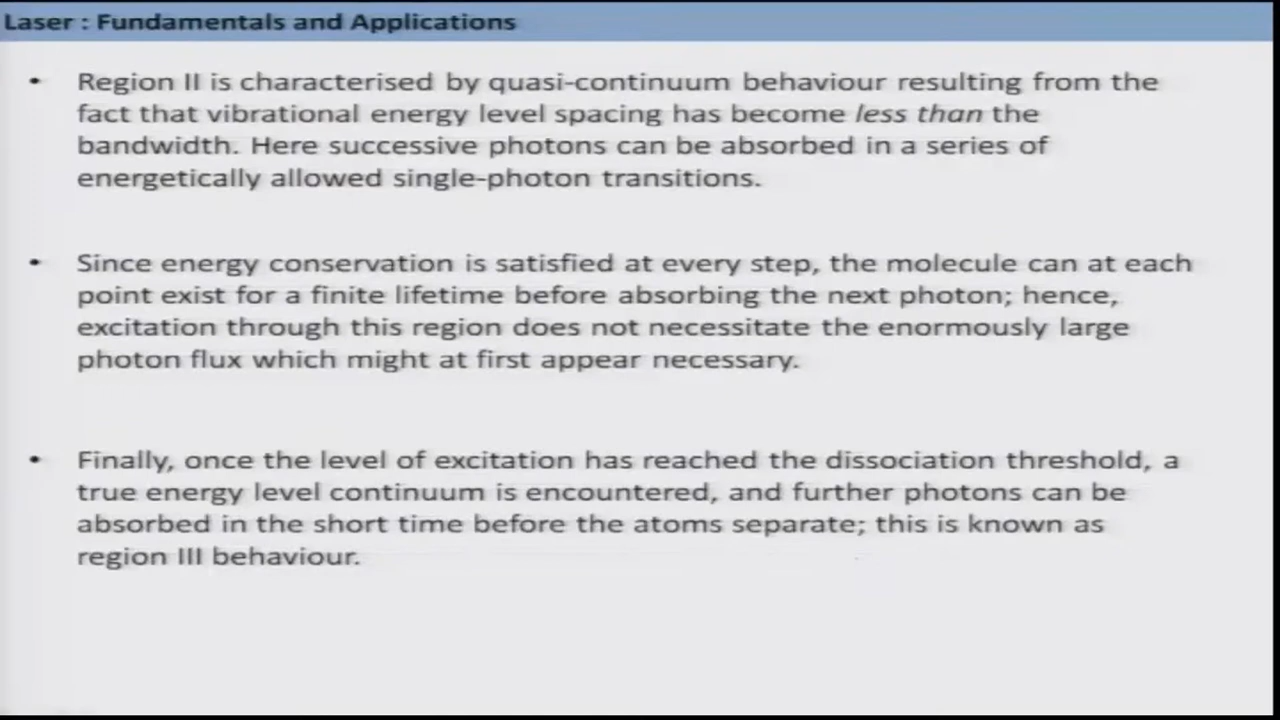 Laser : Fundamentals and Applications
• Region II is characterised by quasi-continuum behaviour resulting from the
fact that vibrational energy level spacing has become less than the
bandwidth. Here successive photons can be absorbed in a series of
energetically allowed single-photon transitions.
• Since energy conservation is satisfied at every step, the molecule can at each
point exist for a finite lifetime before absorbing the next photon; hence,
excitation through this region does not necessitate the enormously large
photon flux which might at first appear necessary.
• Finally, once the level of excitation has reached the dissociation threshold, a
true energy level continuum is encountered, and further photons can be
absorbed in the short time before the atoms separate; this is known as
region III behaviour.